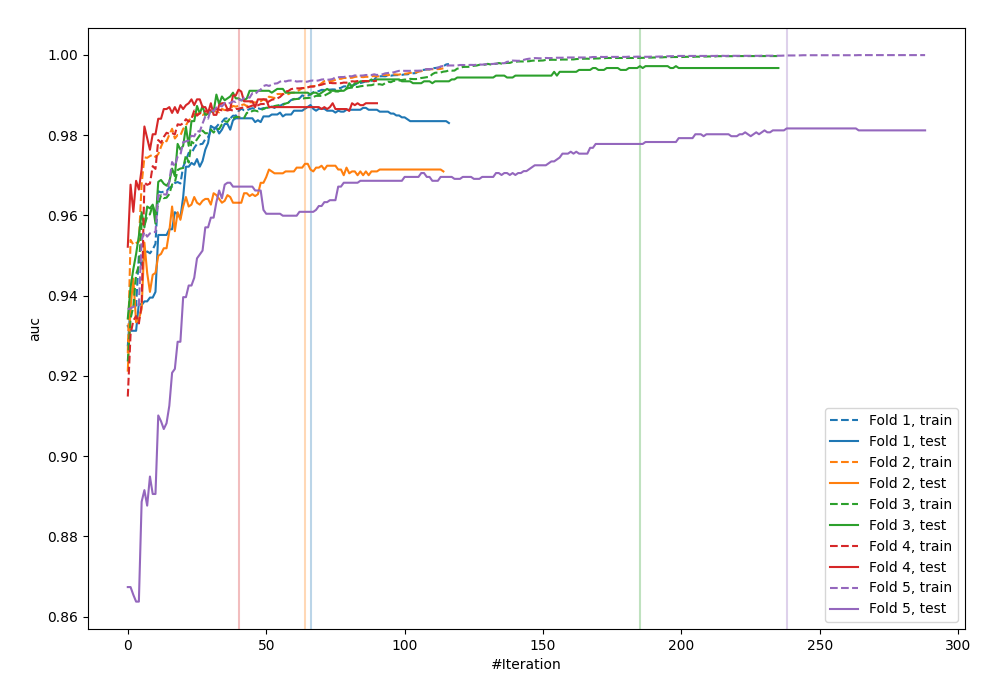 1.00
0.98
0.96
0.94
0.92
0.90
0.88
0.86
auc
0
50
100
150
200
250
300
#Iteration
Fold 1, train
Fold 1, test
Fold 2, train
Fold 2, test
Fold 3, train
Fold 3, test
Fold 4, train
Fold 4, test
Fold 5, train
Fold 5, test